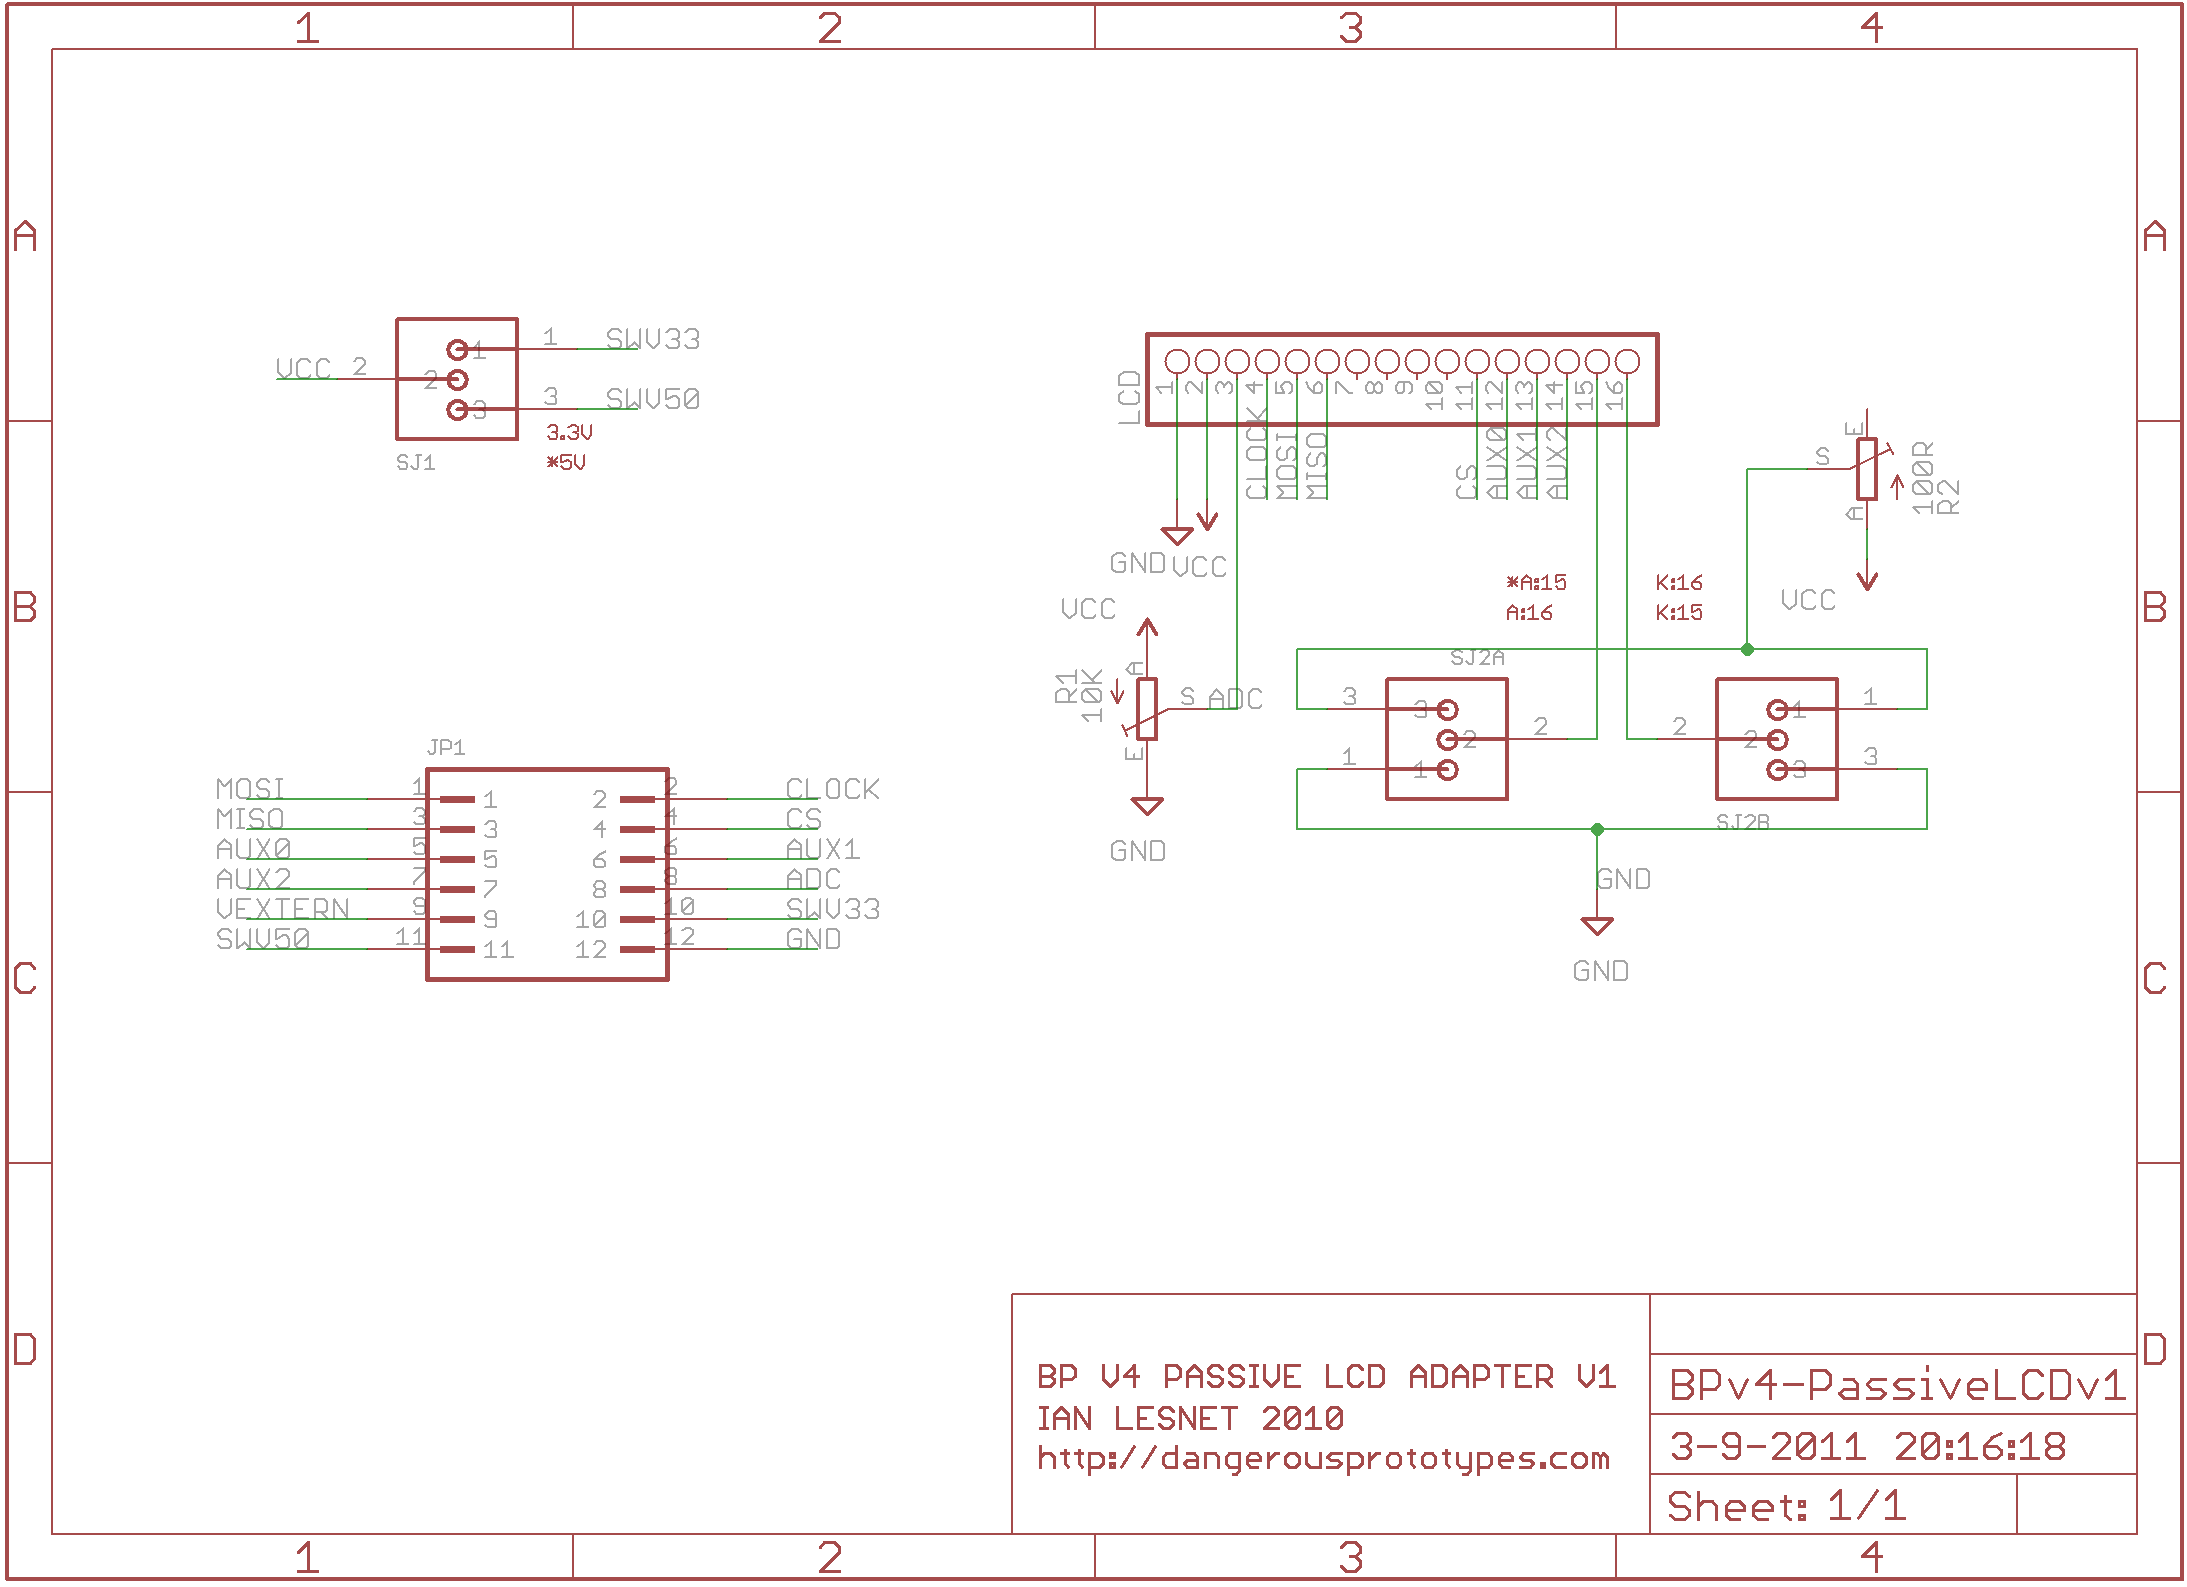 1 2 3 4
A A
B B
C C
D D
1 2 3 4
VCC 2
2
1
3
1 SWV33
3 SWV50
3.3V
*5V
SJ1
JP1
MOSI 1 1 2 2 CLOCK
MISO 3 3 4 4 CS
AUX0 5 5 6 6 AUX1
AUX2 7 7 8 8 ADC
VEXTERN 9 9 10 10 SWV33
SWV50 11 11 12 12 GND
LCD
1 2 3 4 5 6 7 8 9 10 11 12 13 14 15 16
CLOCK
MOSI
MISO
CS
AUX0
AUX1
AUX2
GND
VCC
VCC
R1
10K
A
S ADC
E
GND
*A:15 K:16
A:16 K:15
E
S
A
100R
R2
VCC
SJ2A
3 3
2 2
1 1
2 2
1 1
3 3
SJ2B
GND
GND
BP V4 PASSIVE LCD ADAPTER V1
IAN LESNET 2010
http://dangerousprototypes.com
BPv4-PassiveLCDv1
3-9-2011 20:16:18
Sheet: 1/1